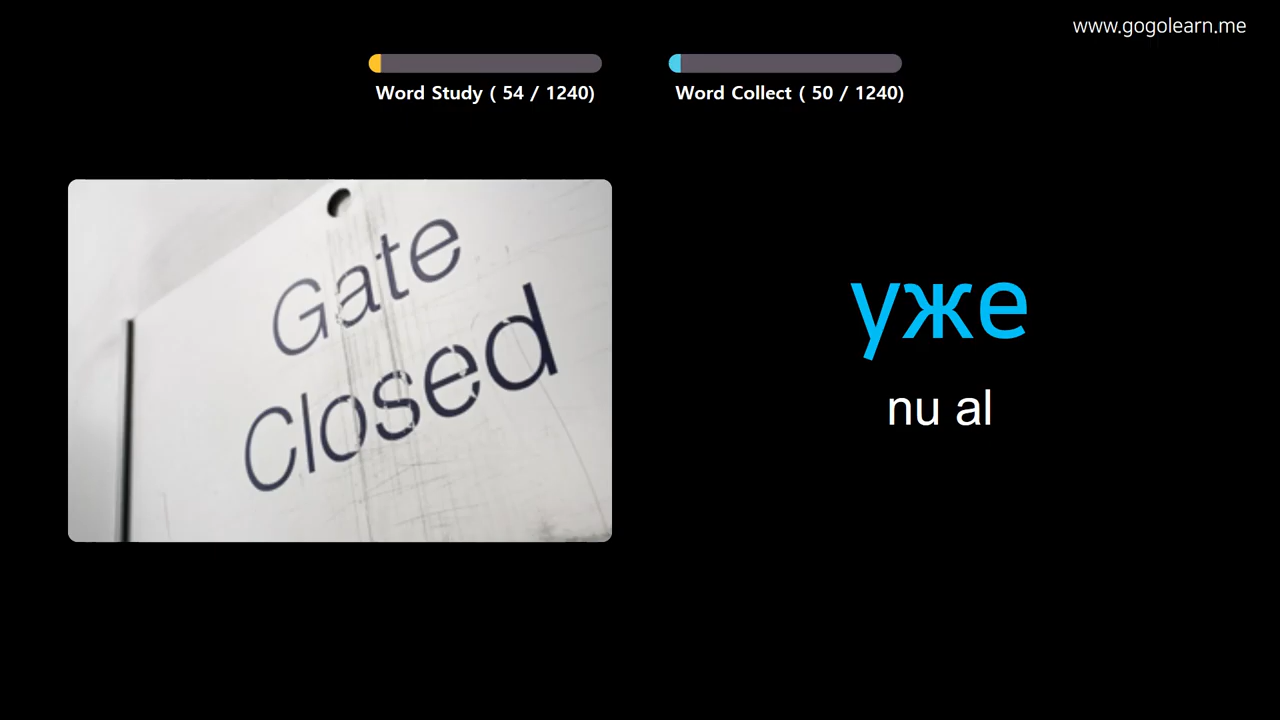 www.gogolearn.me
Word Study ( 54 / 1240)
Word Collect ( 50 / 1240)
Gate
Closed
уже
nu al